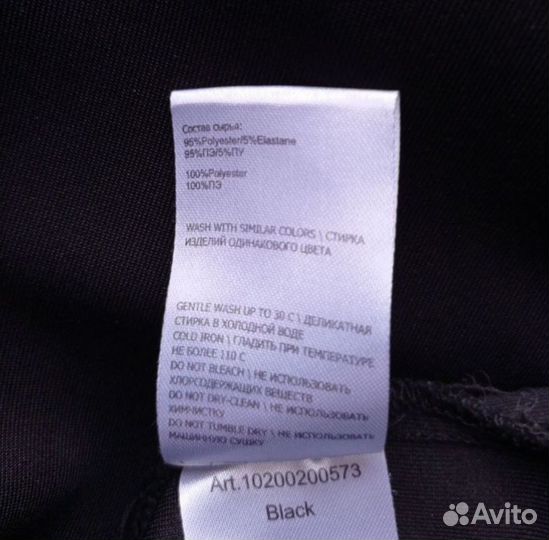 Состав сырья:
95%Polyester/5%Elastane
95%ПЭ/5%ПУ
100%Polyester
100%ПЭ
WASH WITH SIMILAR COLORS \ СТИРКА
ИЗДЕЛИЙ ОДИНАКОВОГО ЦВЕТА
GENTLE WASH UP TO 30 C \ ДЕЛИКАТНАЯ
СТИРКА В ХОЛОДНОЙ ВОДЕ
COLD IRON \ ГЛАДИТЬ ПРИ ТЕМПЕРАТУРЕ
НЕ БОЛЕЕ 110 С
DO NOT BLEACH \ НЕ ИСПОЛЬЗОВАТЬ
ХЛОРСОДЕРЖАЩИХ ВЕЩЕСТВ
DO NOT DRY-CLEAN \ НЕ ИСПОЛЬЗОВАТЬ
ХИМЧИСТКУ
DO NOT TUMBLE DRY \ НЕ ИСПОЛЬЗОВАТЬ
МАШИННУЮ СУШКУ
Art.10200200573
Black
Avito